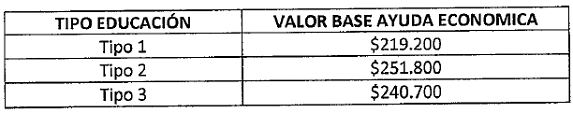 TIPO EDUCACIÓN VALOR BASE AYUDA ECONOMICA
Tipo 1 $219.200
Tipo 2 $251.800
Tipo 3 $240.700